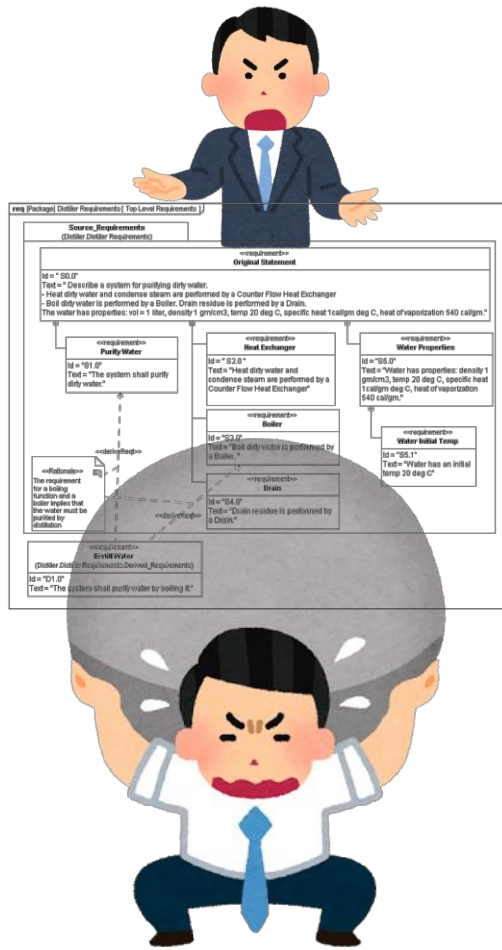 req [Package] Distiller Requirements [ Top Level Requirements ]
Source_Requirements
(Distiller.Distiller Requirements)
<<requirement>>
Original Statement
Id = " S0.0"
Text = " Describe a system for purifying dirty water.
- Heat dirty water and condense steam are performed by a Counter Flow Heat Exchanger
- Boil dirty water is performed by a Boiler. Drain residue is performed by a Drain.
The water has properties: vol = 1 liter, density 1 gm/cm3, temp 20 deg C, specific heat 1cal/gm deg C, heat of vaporization 540 cal/gm."
<<requirement>>
Purify Water
Id = "S1.0"
Text = "The system shall purify
dirty water."
<<requirement>>
Heat Exchanger
Id = " S2.0 "
Text = "Heat dirty water and
condense steam are performed by a
Counter Flow Heat Exchanger"
<<requirement>>
Water Properties
Id = "S5.0"
Text = "Water has properties: density 1
gm/cm3, temp 20 deg C, specific heat
1cal/gm deg C, heat of vaporization
540 cal/gm."
<<requirement>>
Boiler
Id = "S3.0"
Text = "Boil dirty water is performed by
a Boiler. "
<<requirement>>
Water Initial Temp
Id = "S5.1"
Text = "Water has an initial
temp 20 deg C"
<<deriveReqt>>
<<Rationale>>
The requirement
for a boiling
function and a
boiler implies that
the water must be
purified by
distillation
<<requirement>>
Drain
Id = "S4.0"
Text = "Drain residue is performed by
a Drain."
<<deriveReqt>>
<<requirement>>
Distill Water
(Distiller.Distiller Requirements.Derived_Requirements)
Id = "D1.0"
Text = "The system shall purify water by boiling it."